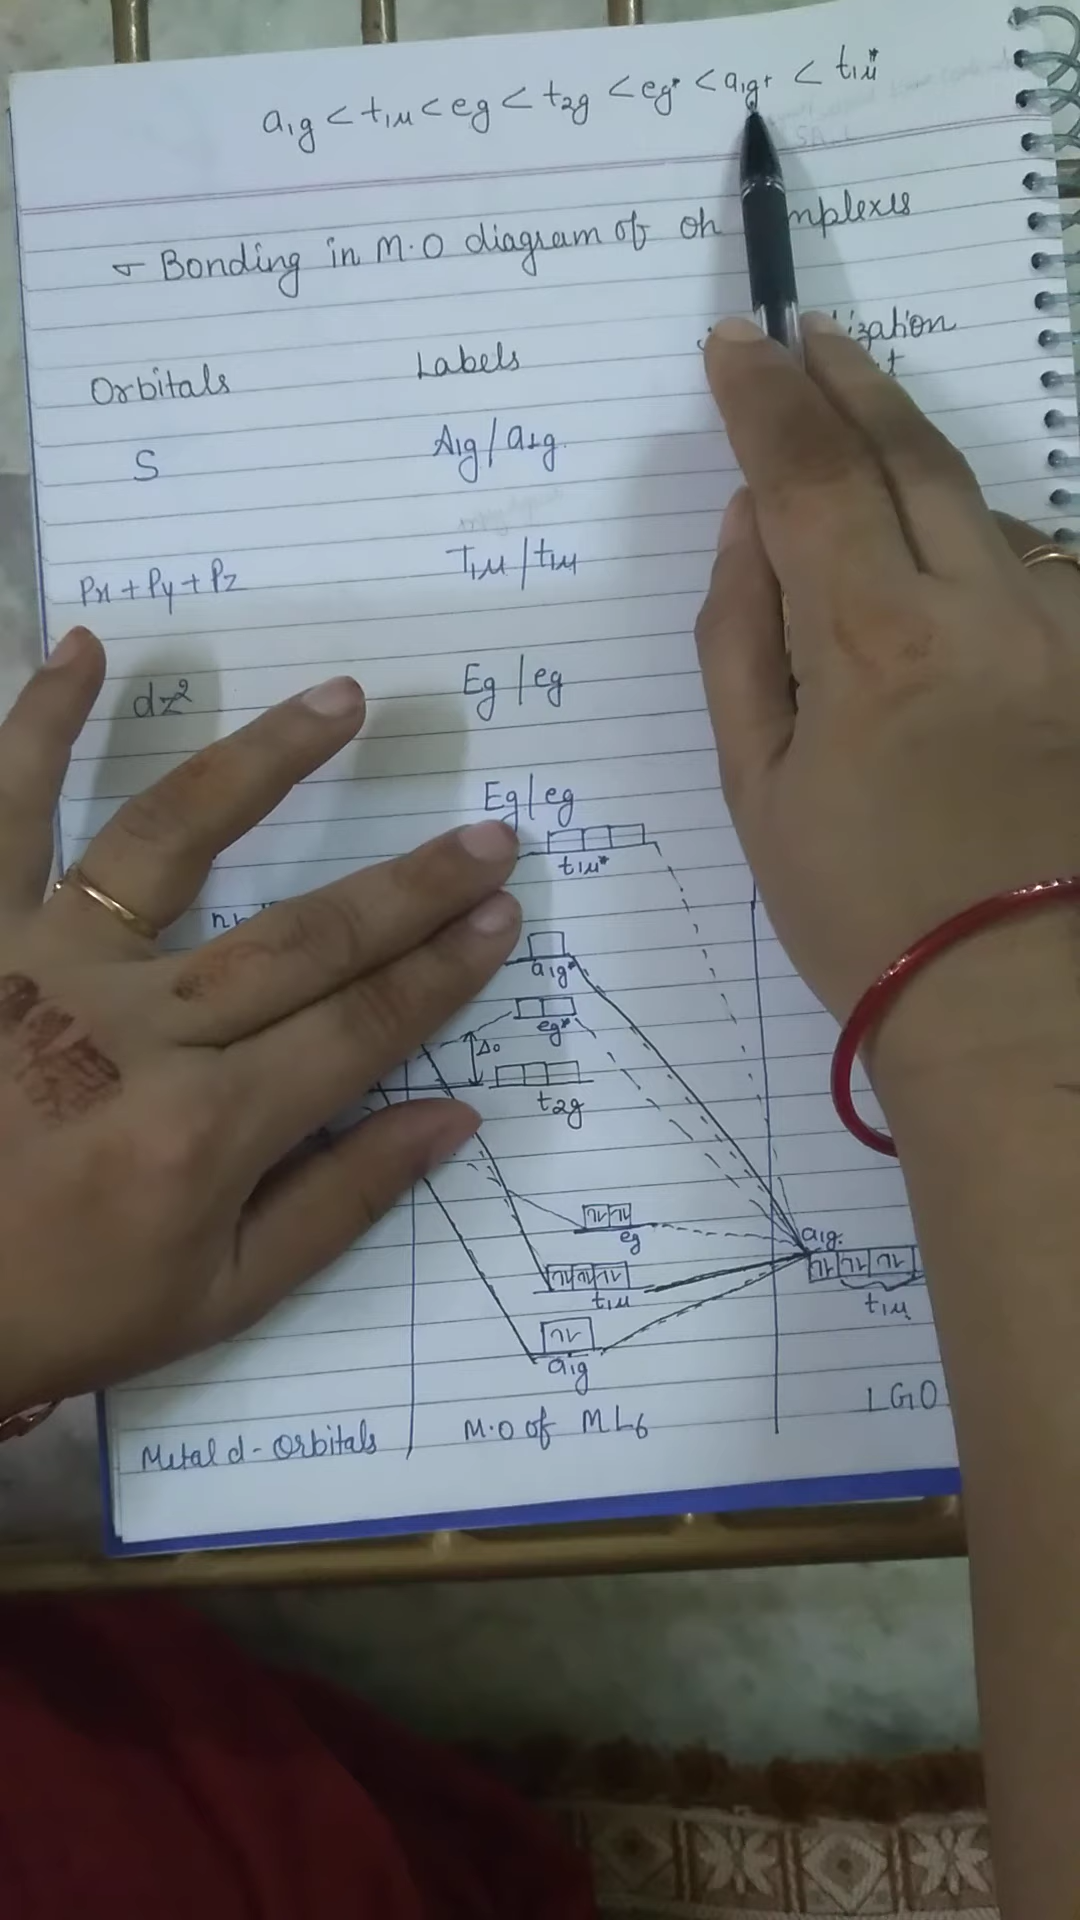 a1g < t1u < eg < t2g < eg* < a1g+ < t1u*
σ Bonding in M.O diagram of oh mplexes
Orbitals Labels ization
t
S A1g / a1g.
Px + Py + Pz T1u / t1u
dz² Eg / eg
Eg / eg
t1u*
a1g*
eg*
Δo
t2g
eg
a1g.
t1u
t1u
a1g
LGO
Metal d- Orbitals M.O of ML6